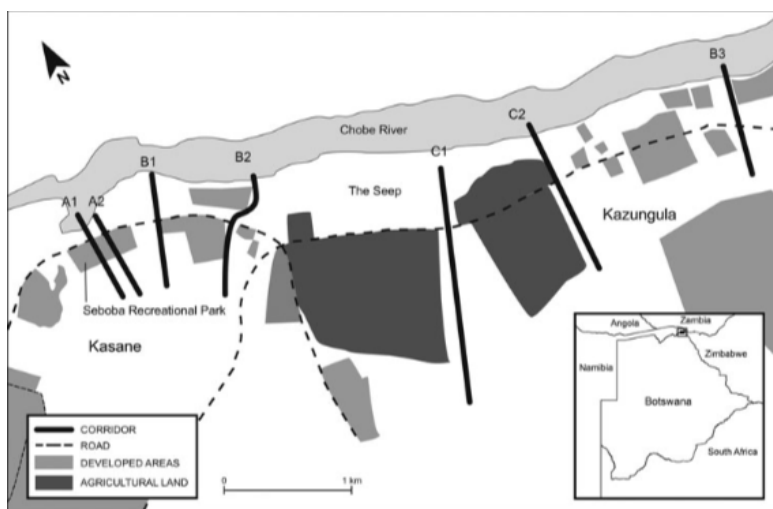 N
B3
C2
Chobe River
B1
B2
C1
The Seep
A1
A2
Kazungula
Seboba Recreational Park
Kasane
CORRIDOR
ROAD
DEVELOPED AREAS
AGRICULTURAL LAND
0
1 km
Angola
Zambia
Namibia
Zimbabwe
Botswana
South Africa